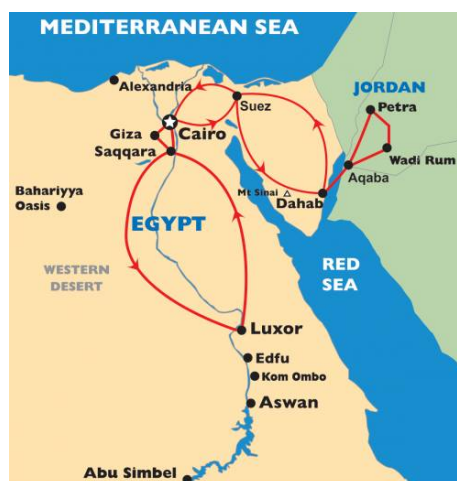 MEDITERRANEAN SEA
Alexandria
JORDAN
Suez
Petra
Giza
Cairo
Saqqara
Wadi Rum
Aqaba
Bahariyya
Oasis
Mt Sinai
Dahab
EGYPT
WESTERN
DESERT
RED
SEA
Luxor
Edfu
Kom Ombo
Aswan
Abu Simbel